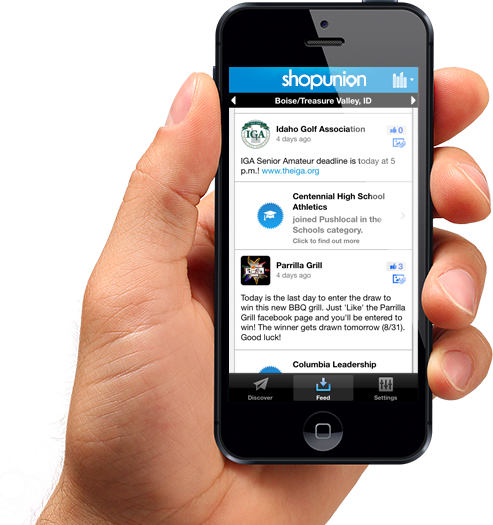 shopunion
Boise/Treasure Valley, ID
IGA
Idaho Golf Association
4 days ago
0
IGA Senior Amateur deadline is today at 5
p.m.! www.theiga.org
Centennial High School
Athletics
joined Pushlocal in the
Schools category.
Click to find out more
Parrilla Grill
4 days ago
3
Today is the last day to enter the draw to
win this new BBQ grill. Just 'Like' the Parrilla
Grill facebook page and you'll be entered to
win! The winner gets drawn tomorrow (8/31).
Good luck!
Columbia Leadership
Discover
Feed
Settings